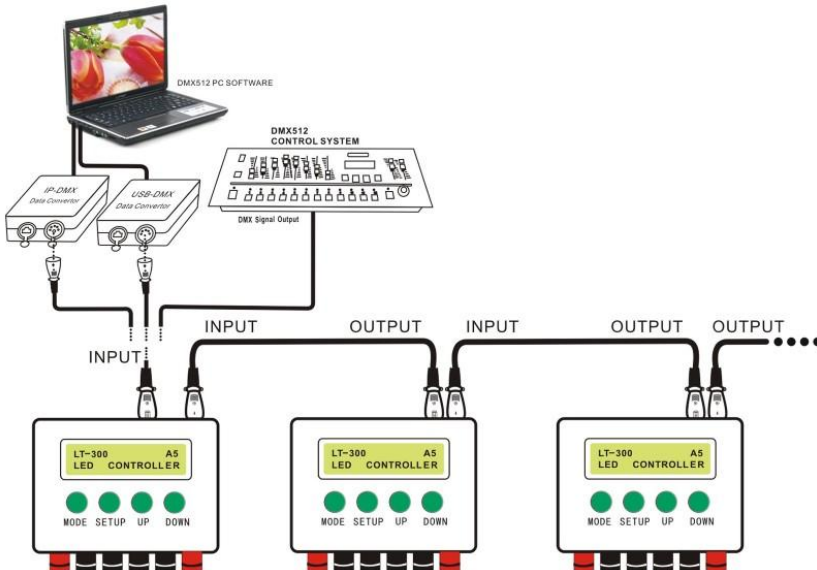 DMX512 PC SOFTWARE
DMX512
CONTROL SYSTEM
IP-DMX
Data Convertor
USB-DMX
Data Convertor
DMX Signal Output
INPUT
INPUT
OUTPUT
INPUT
OUTPUT
OUTPUT
LT-300 A5
LED CONTROLLER
MODE SETUP UP DOWN
LT-300 A5
LED CONTROLLER
MODE SETUP UP DOWN
LT-300 A5
LED CONTROLLER
MODE SETUP UP DOWN